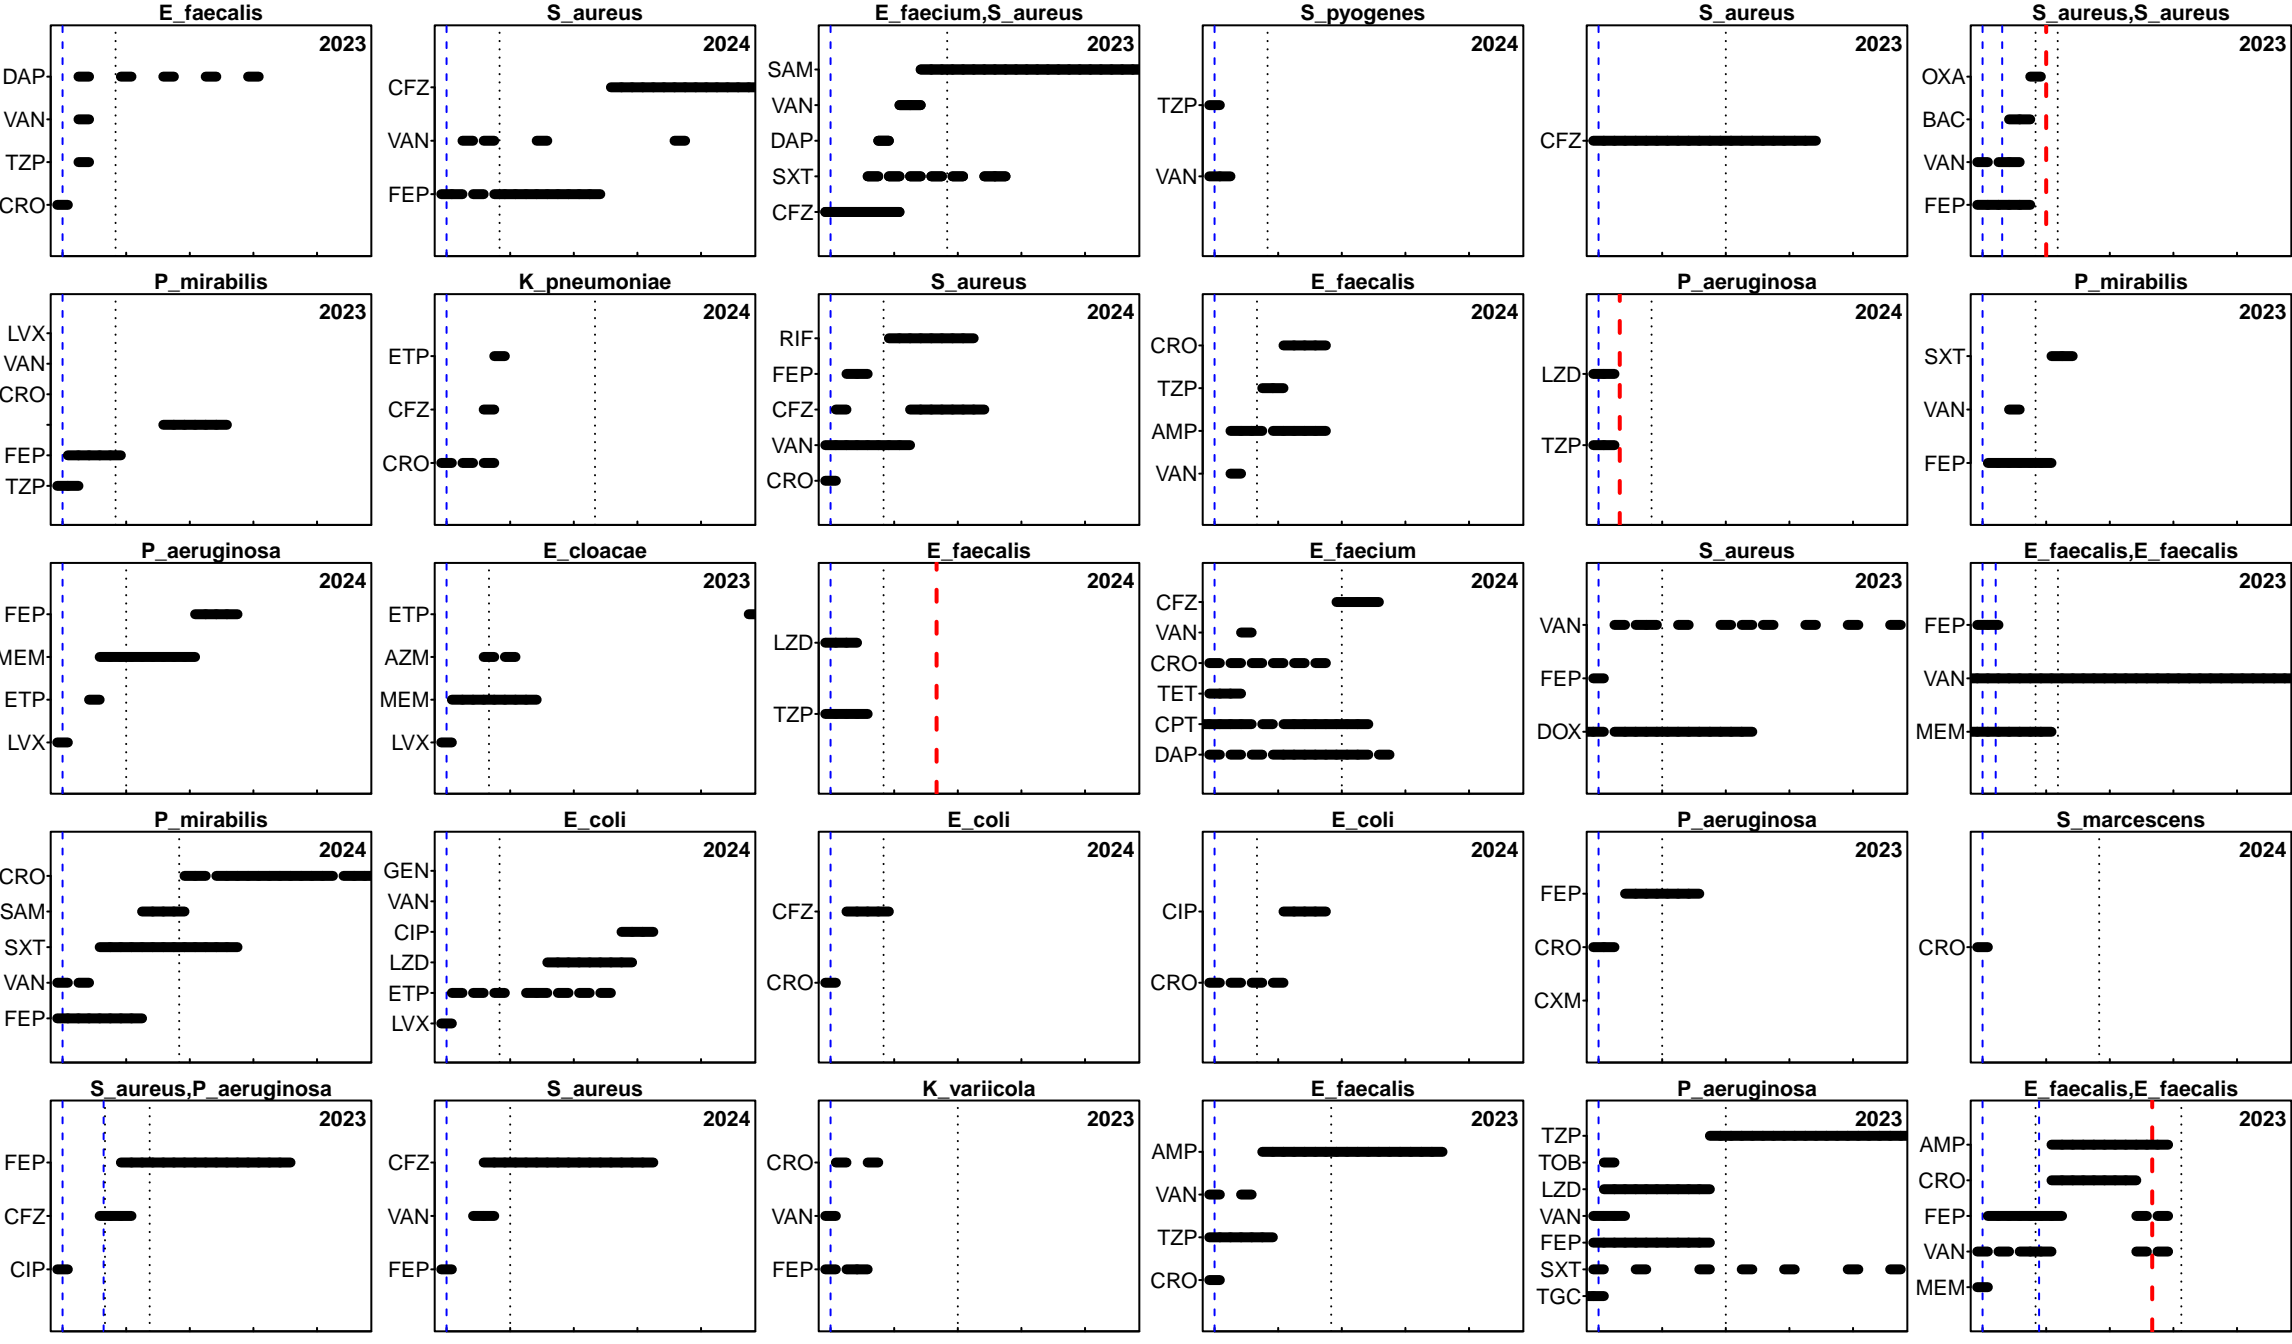 E_faecalis
2023
DAP
VAN
TZP
CRO
S_aureus
2024
CFZ
VAN
FEP
E_faecium,S_aureus
2023
SAM
VAN
DAP
SXT
CFZ
S_pyogenes
2024
TZP
VAN
S_aureus
2023
CFZ
S_aureus,S_aureus
2023
OXA
BAC
VAN
FEP
P_mirabilis
2023
LVX
VAN
CRO
FEP
TZP
K_pneumoniae
2024
ETP
CFZ
CRO
S_aureus
2024
RIF
FEP
CFZ
VAN
CRO
E_faecalis
2024
CRO
TZP
AMP
VAN
P_aeruginosa
2024
LZD
TZP
P_mirabilis
2023
SXT
VAN
FEP
P_aeruginosa
2024
FEP
MEM
ETP
LVX
E_cloacae
2023
ETP
AZM
MEM
LVX
E_faecalis
2024
LZD
TZP
E_faecium
2024
CFZ
VAN
CRO
TET
CPT
DAP
S_aureus
2023
VAN
FEP
DOX
E_faecalis,E_faecalis
2023
FEP
VAN
MEM
P_mirabilis
2024
CRO
SAM
SXT
VAN
FEP
E_coli
2024
GEN
VAN
CIP
LZD
ETP
LVX
E_coli
2024
CFZ
CRO
E_coli
2024
CIP
CRO
P_aeruginosa
2023
FEP
CRO
CXM
S_marcescens
2024
CRO
S_aureus,P_aeruginosa
2023
FEP
CFZ
CIP
S_aureus
2024
CFZ
VAN
FEP
K_variicola
2023
CRO
VAN
FEP
E_faecalis
2023
AMP
VAN
TZP
CRO
P_aeruginosa
2023
TZP
TOB
LZD
VAN
FEP
SXT
TGC
E_faecalis,E_faecalis
2023
AMP
CRO
FEP
VAN
MEM